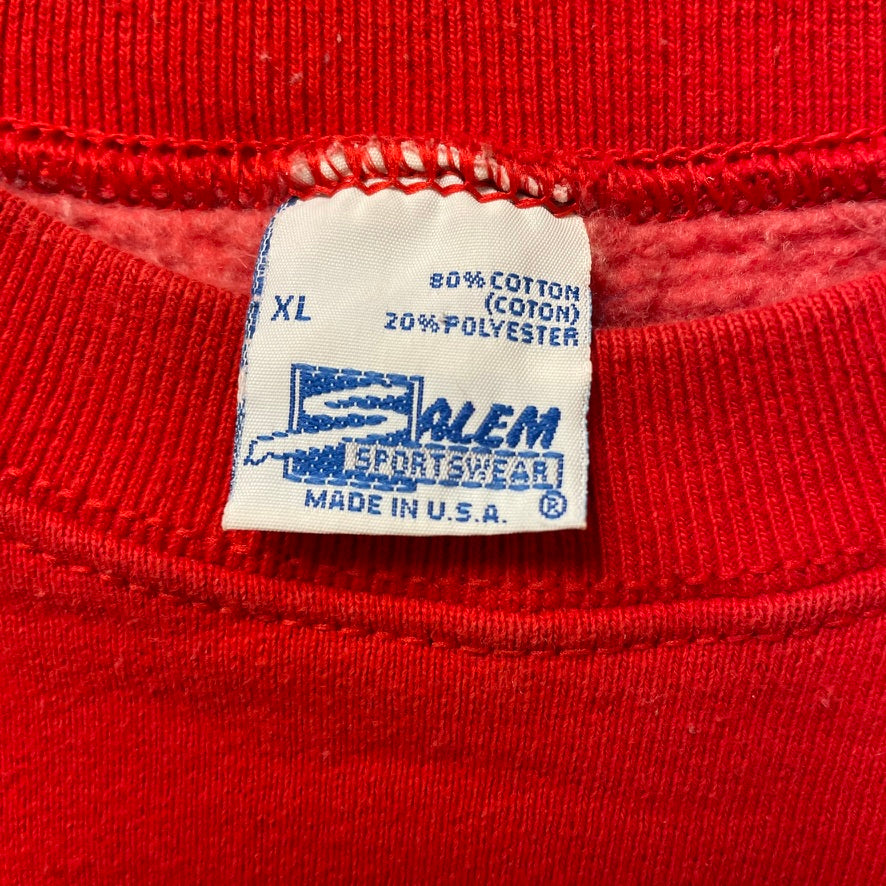 80% COTTON
(COTON)
XL
20% POLYESTER
SALEM
SPORTSWEAR
MADE IN U.S.A. ®